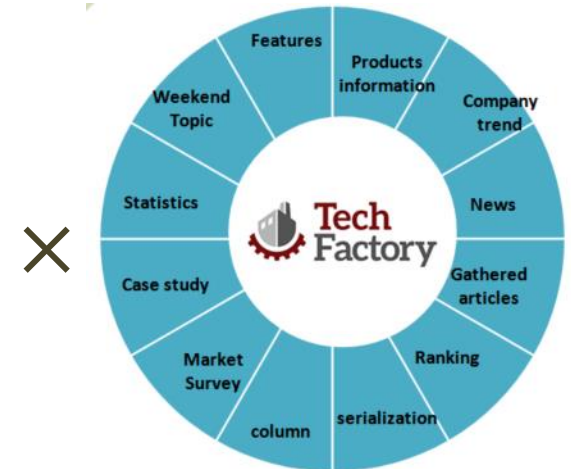 Features
Products
information
Company
trend
News
Gathered
articles
Ranking
serialization
column
Market
Survey
Case study
Statistics
Weekend
Topic
Tech
Factory